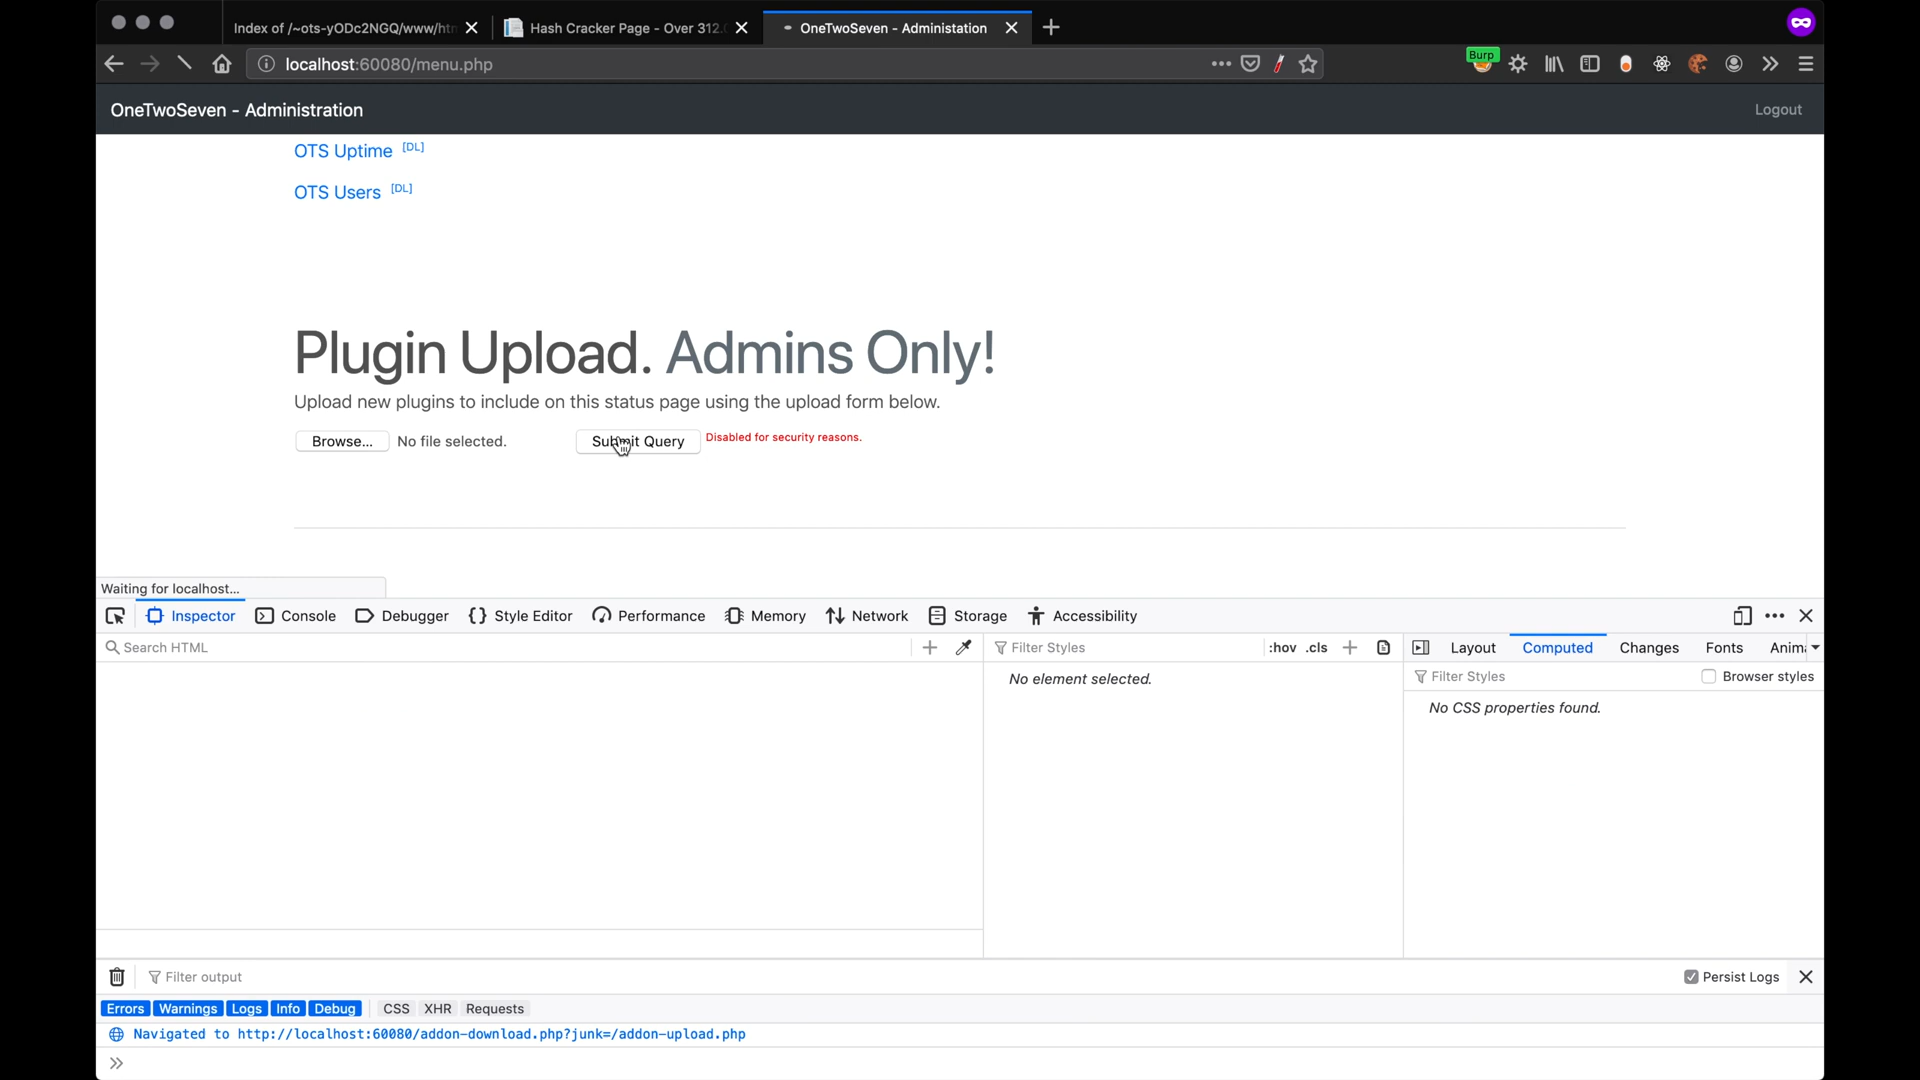 Index of /~ots-yODc2NGQ/www/htm
Hash Cracker Page - Over 312.
OneTwoSeven - Administation
localhost:60080/menu.php
Burp
OneTwoSeven - Administration
Logout
OTS Uptime [DL]
OTS Users [DL]
Plugin Upload. Admins Only!
Upload new plugins to include on this status page using the upload form below.
Browse... No file selected. Submit Query Disabled for security reasons.
Waiting for localhost...
Inspector Console Debugger {} Style Editor Performance Memory Network Storage Accessibility
Search HTML
Filter Styles :hov .cls
Layout Computed Changes Fonts Anima
Filter Styles Browser styles
No element selected.
No CSS properties found.
Filter output Persist Logs
Errors Warnings Logs Info Debug CSS XHR Requests
Navigated to http://localhost:60080/addon-download.php?junk=/addon-upload.php
>>